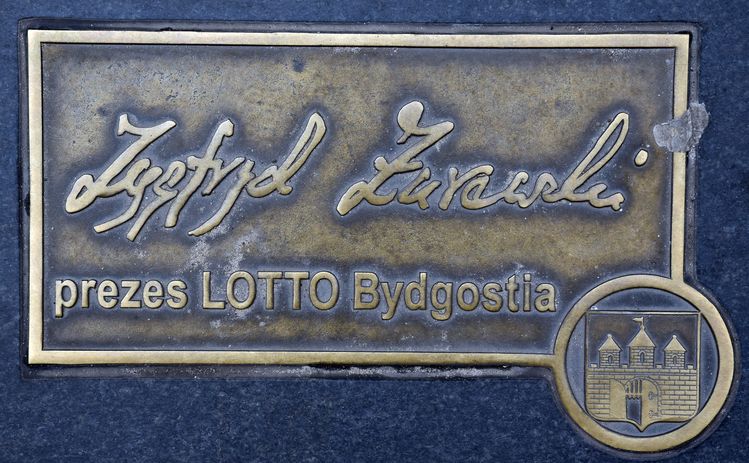 Zygfryd Żurawski
prezes LOTTO Bydgostia